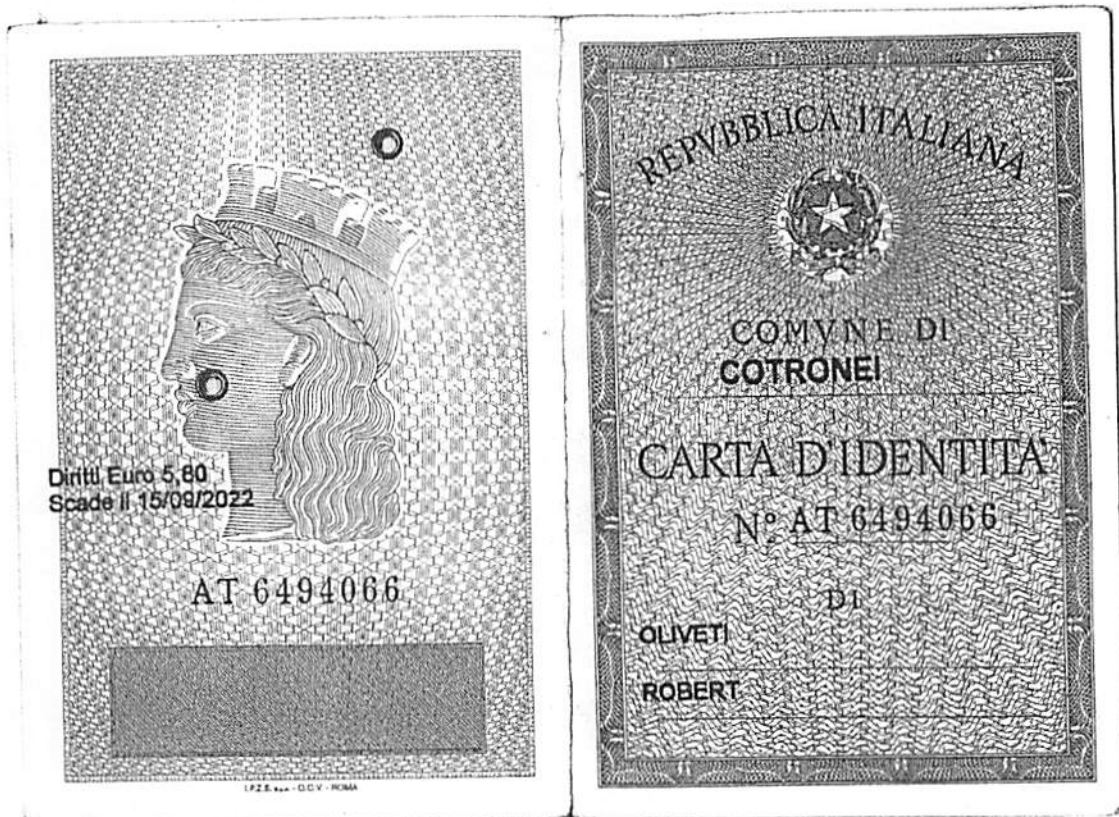 Diritti Euro 5,80
Scade il 15/09/2022
AT 6494066
I.P.Z.S. s.p.a. - O.C.V. - ROMA
REPVBBLICA ITALIANA
COMVNE DI
COTRONEI
CARTA D'IDENTITA'
N° AT 6494066
DI
OLIVETI
ROBERT